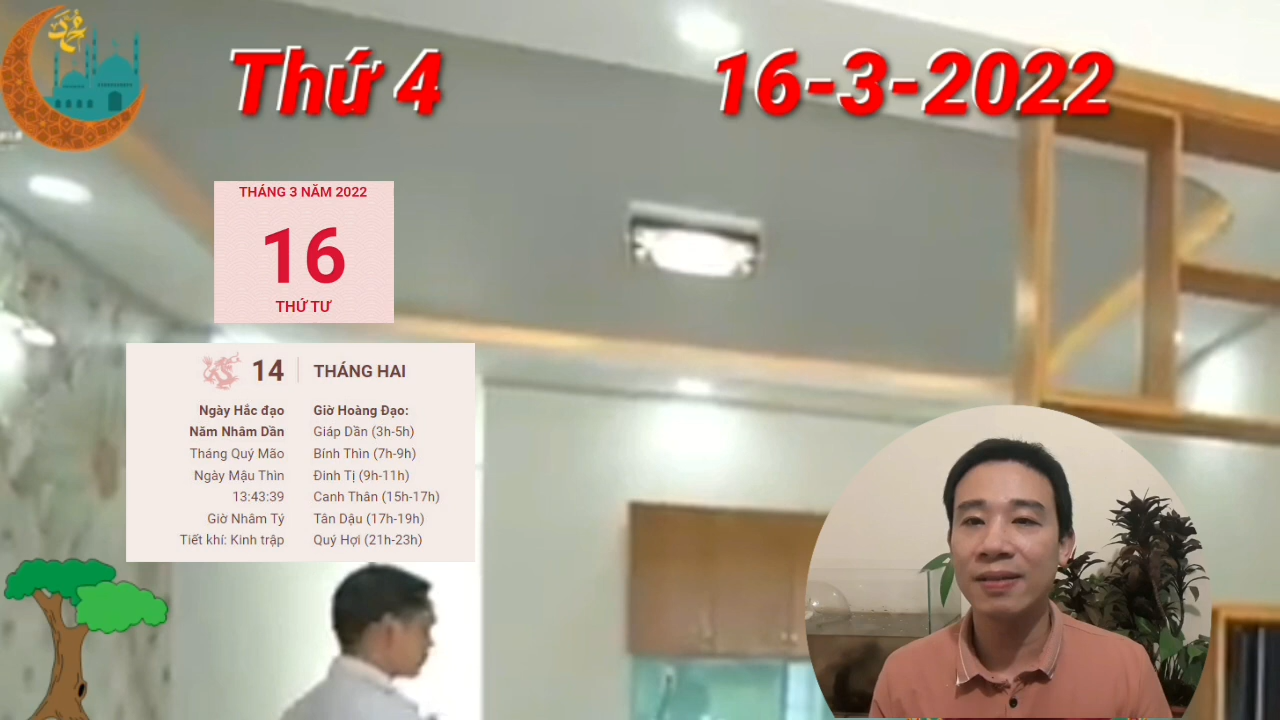 Thứ 4
16-3-2022
THÁNG 3 NĂM 2022
16
THỨ TƯ
14
THÁNG HAI
Ngày Hắc đạo
Năm Nhâm Dần
Tháng Quý Mão
Ngày Mậu Thìn
13:43:39
Giờ Nhâm Tý
Tiết khí: Kinh trập
Giờ Hoàng Đạo:
Giáp Dần (3h-5h)
Bính Thìn (7h-9h)
Đinh Tị (9h-11h)
Canh Thân (15h-17h)
Tân Dậu (17h-19h)
Quý Hợi (21h-23h)